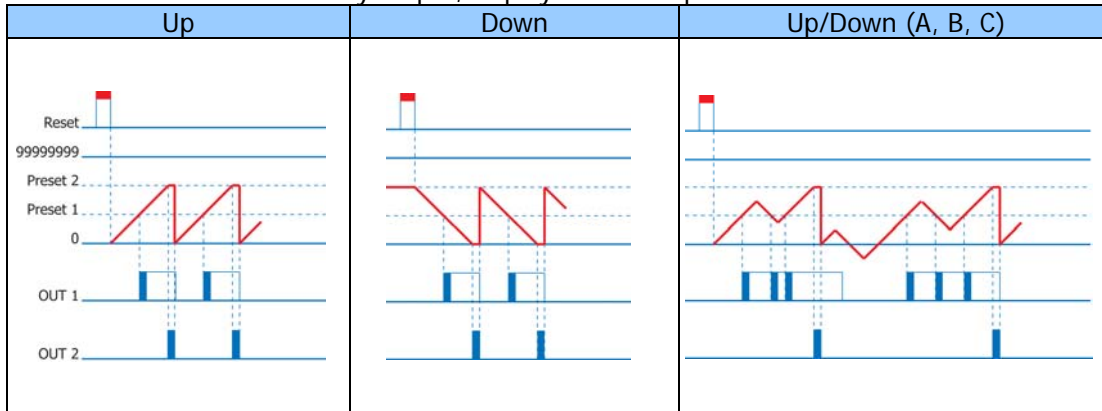 Up Down Up/Down (A, B, C)
Reset
99999999
Preset 2
Preset 1
0
OUT 1
OUT 2